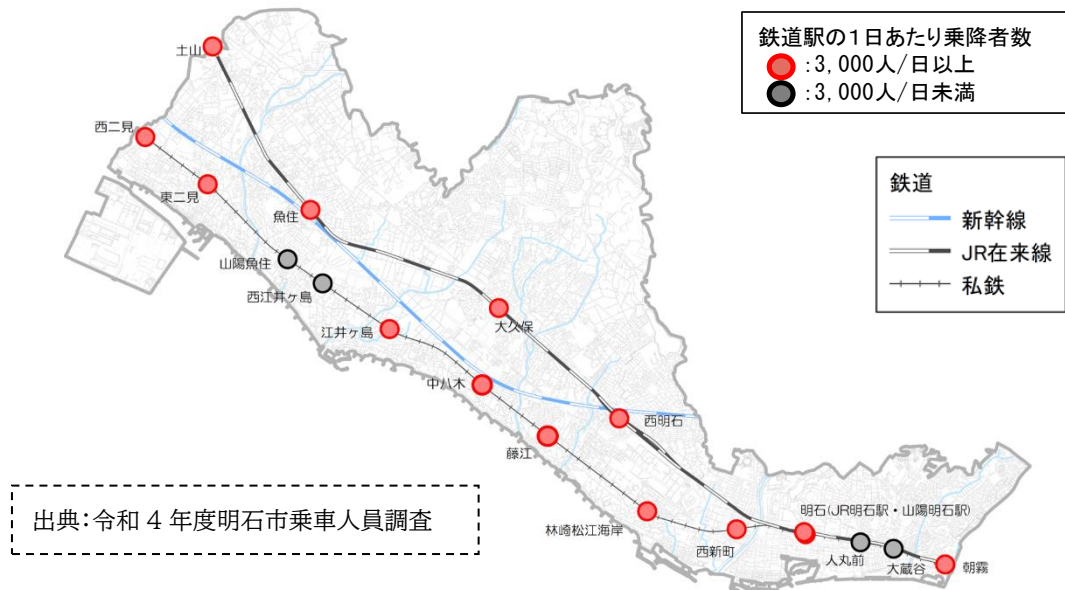 鉄道駅の1日あたり乗降者数
:3,000人/日以上
:3,000人/日未満
鉄道
新幹線
JR在来線
私鉄
土山
西二見
東二見
魚住
山陽魚住
西江井ヶ島
江井ヶ島
大久保
中八木
西明石
藤江
林崎松江海岸
西新町
明石(JR明石駅・山陽明石駅)
人丸前
大蔵谷
朝霧
出典:令和4年度明石市乗車人員調査